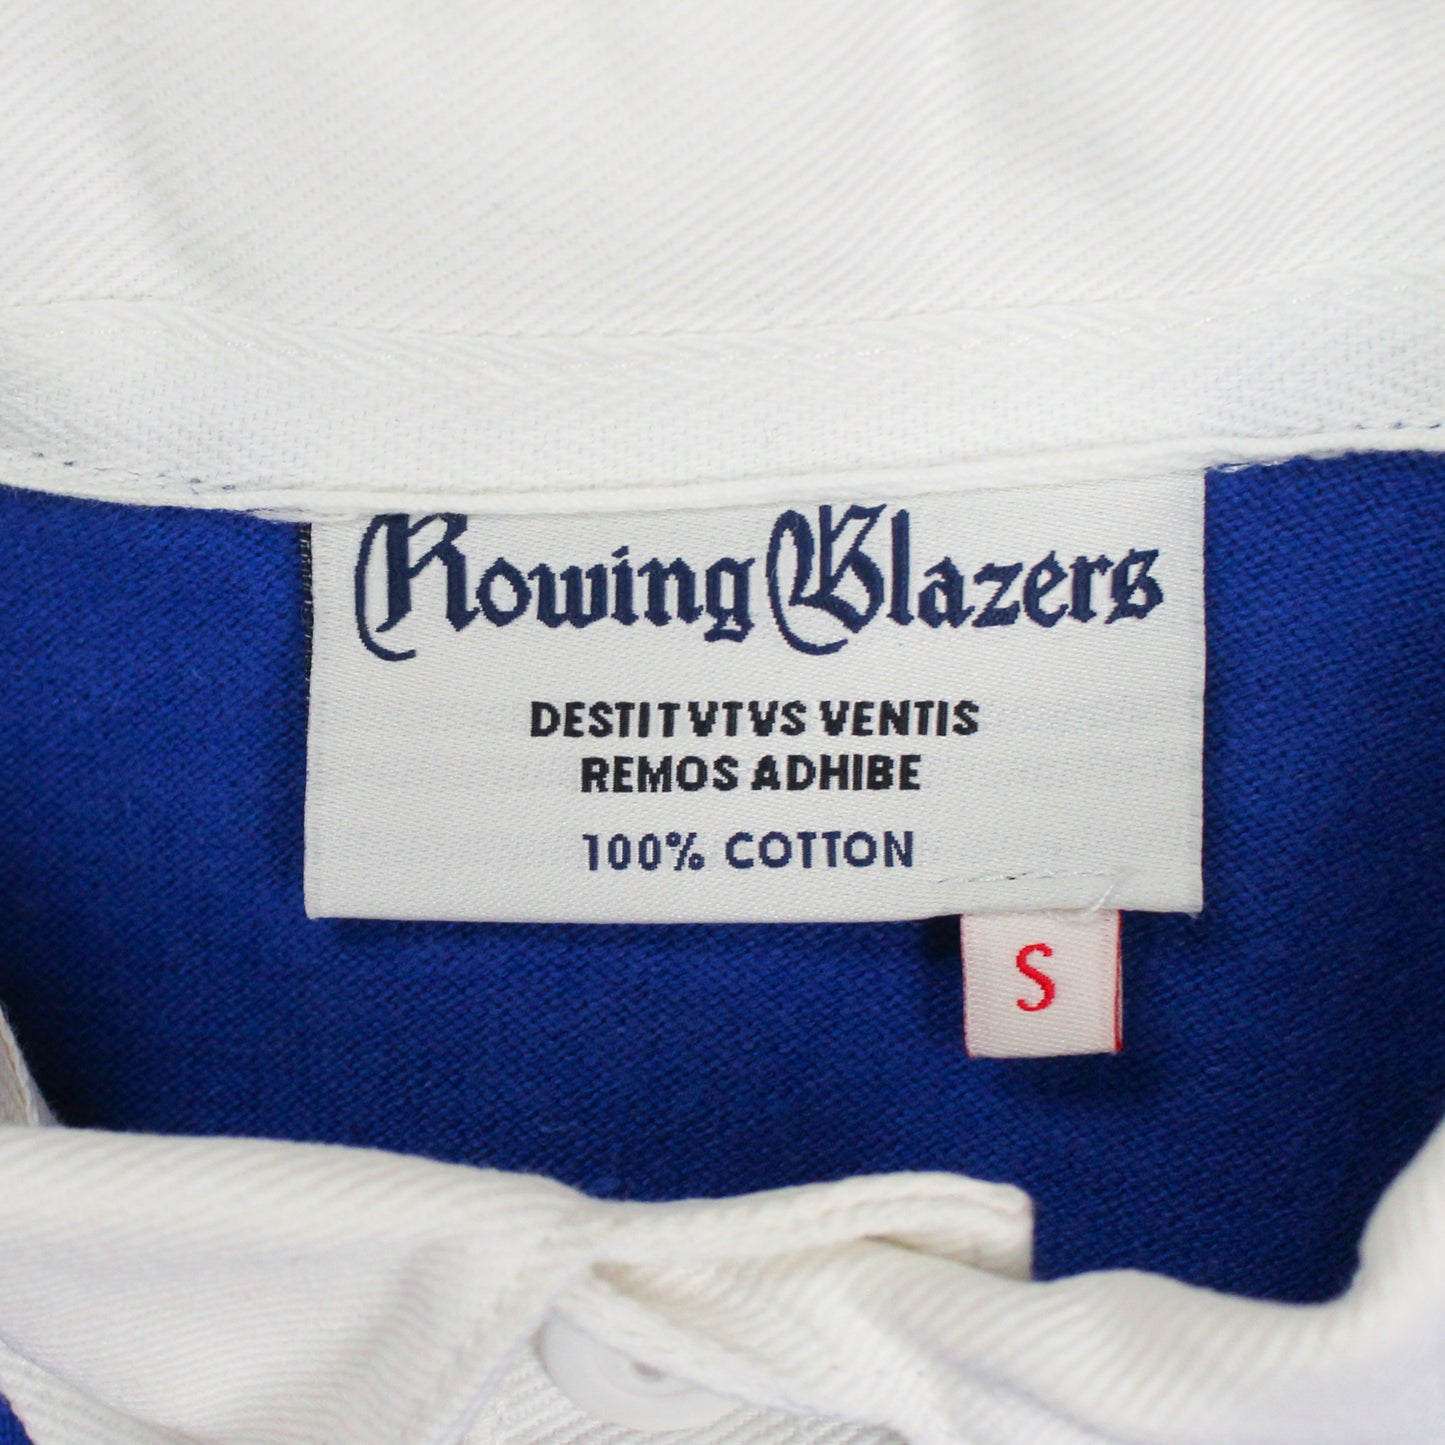 Rowing Blazers
DESTITVTVS VENTIS
REMOS ADHIBE
100% COTTON
S